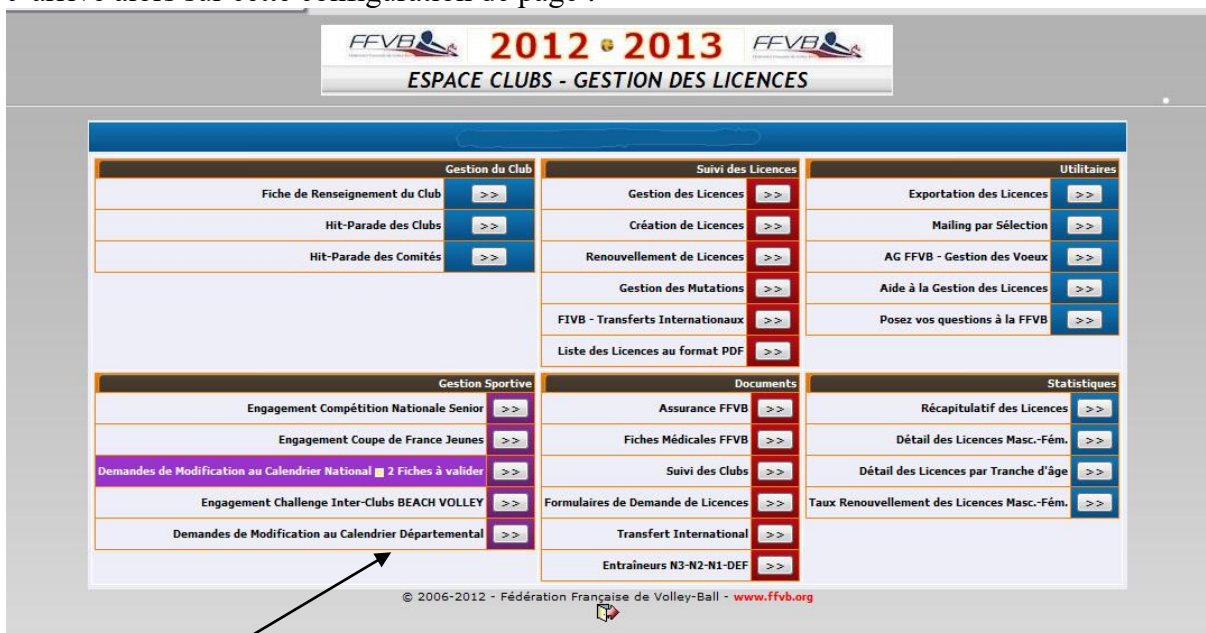 FFVB 2012 2013 FFVB
ESPACE CLUBS - GESTION DES LICENCES
Gestion du Club
Fiche de Renseignement du Club >>
Hit-Parade des Clubs >>
Hit-Parade des Comités >>
Suivi des Licences
Gestion des Licences >>
Création de Licences >>
Renouvellement de Licences >>
Gestion des Mutations >>
FIVB - Transferts Internationaux >>
Liste des Licences au format PDF >>
Utilitaires
Exportation des Licences >>
Mailing par Sélection >>
AG FFVB - Gestion des Voeux >>
Aide à la Gestion des Licences >>
Posez vos questions à la FFVB >>
Gestion Sportive
Engagement Compétition Nationale Senior >>
Engagement Coupe de France Jeunes >>
Demandes de Modification au Calendrier National 2 Fiches à valider >>
Engagement Challenge Inter-Clubs BEACH VOLLEY >>
Demandes de Modification au Calendrier Départemental >>
Documents
Assurance FFVB >>
Fiches Médicales FFVB >>
Suivi des Clubs >>
Formulaires de Demande de Licences >>
Transfert International >>
Entraîneurs N3-N2-N1-DEF >>
Statistiques
Récapitulatif des Licences >>
Détail des Licences Masc.-Fém. >>
Détail des Licences par Tranche d'âge >>
Taux Renouvellement des Licences Masc.-Fém. >>
© 2006-2012 - Fédération Française de Volley-Ball - www.ffvb.org